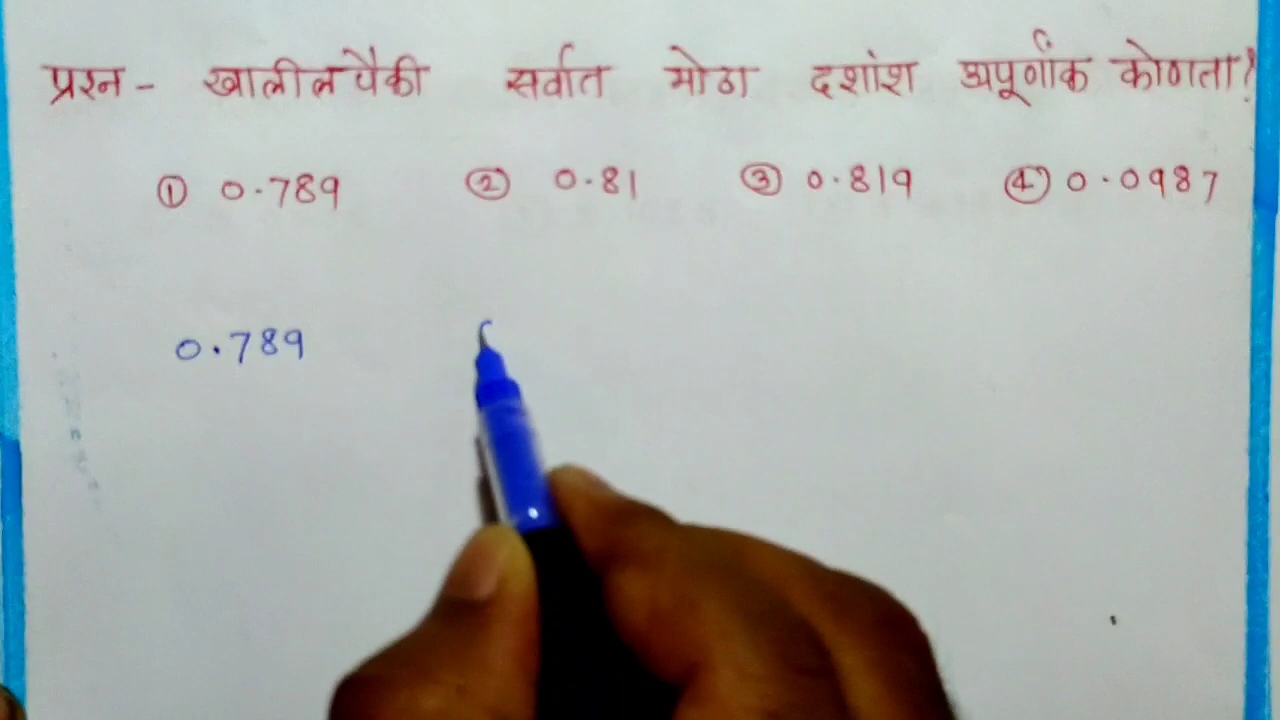 प्रश्न - खालीलपैकी सर्वात मोठा दशांश अपूर्णांक कोणता?
① 0.789 ② 0.81 ③ 0.819 ④ 0.0987
0.789